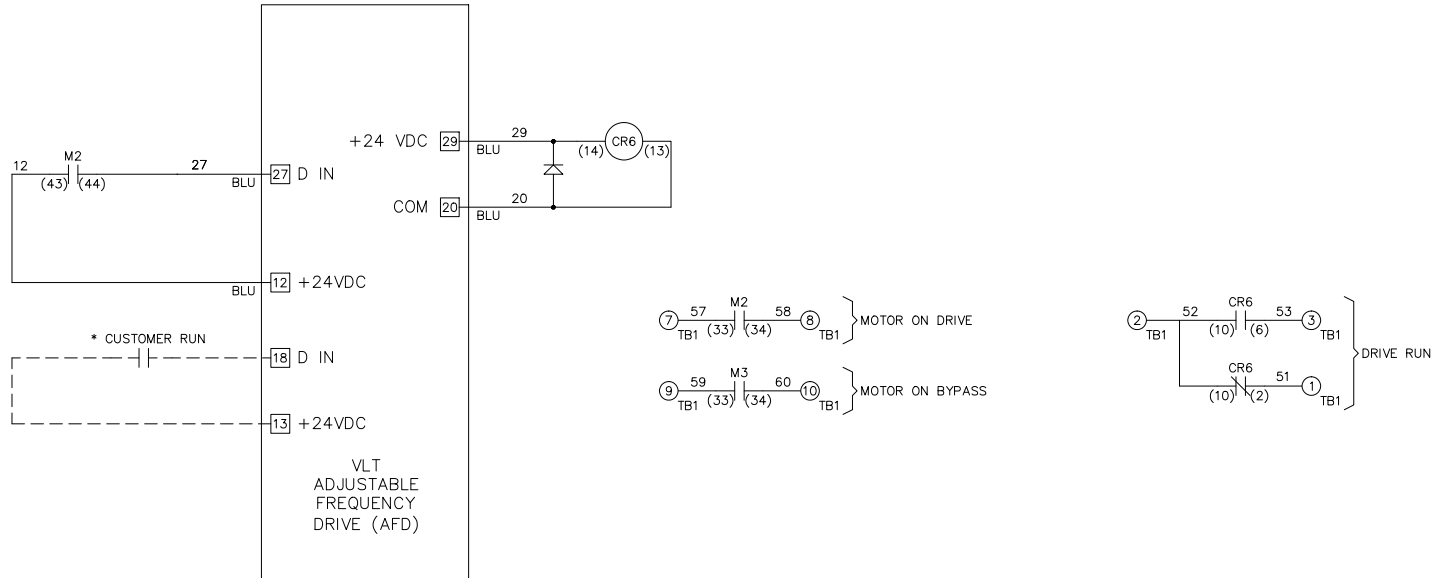 +24 VDC 29 29 BLU (14) CR6 (13)
12 M2 (43) (44) 27 BLU 27 D IN
COM 20 20 BLU
BLU 12 +24VDC
* CUSTOMER RUN 18 D IN
13 +24VDC
VLT
ADJUSTABLE
FREQUENCY
DRIVE (AFD)
7 TB1 57 M2 (33) (34) 58 8 TB1 MOTOR ON DRIVE
9 TB1 59 M3 (33) (34) 60 10 TB1 MOTOR ON BYPASS
2 TB1 52 CR6 (10) (6) 53 3 TB1
DRIVE RUN
CR6 (10) (2) 51 1 TB1